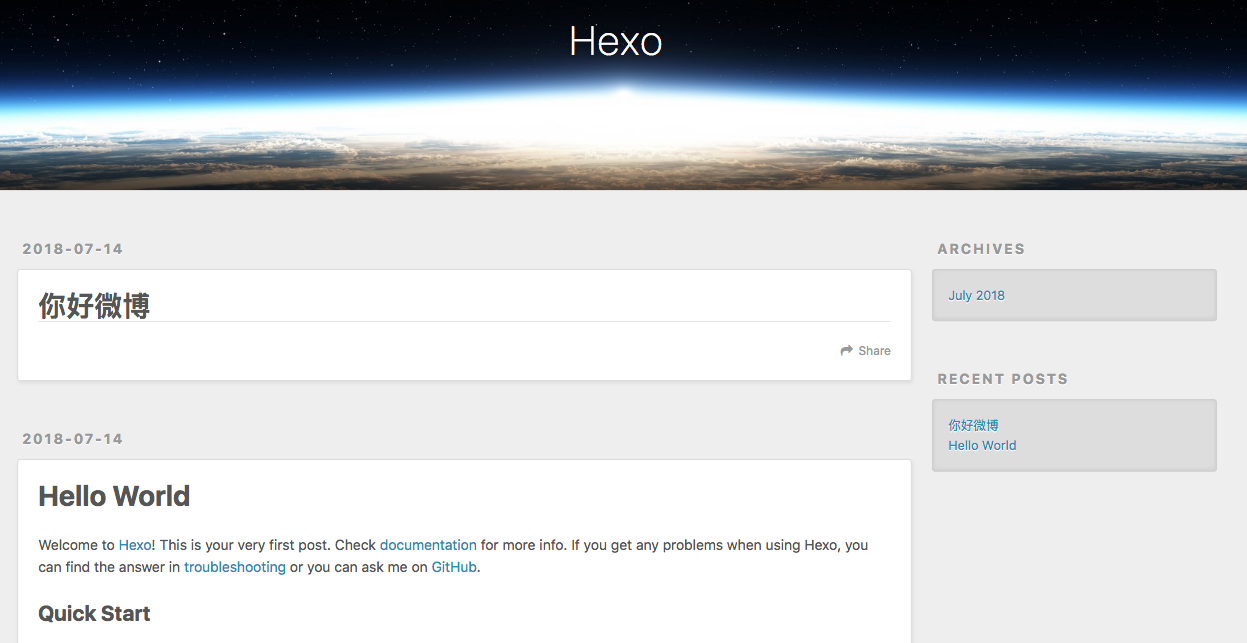 Hexo
2018-07-14
你好微博
Share
2018-07-14
Hello World
Welcome to Hexo! This is your very first post. Check documentation for more info. If you get any problems when using Hexo, you
can find the answer in troubleshooting or you can ask me on GitHub.
Quick Start
ARCHIVES
July 2018
RECENT POSTS
你好微博
Hello World